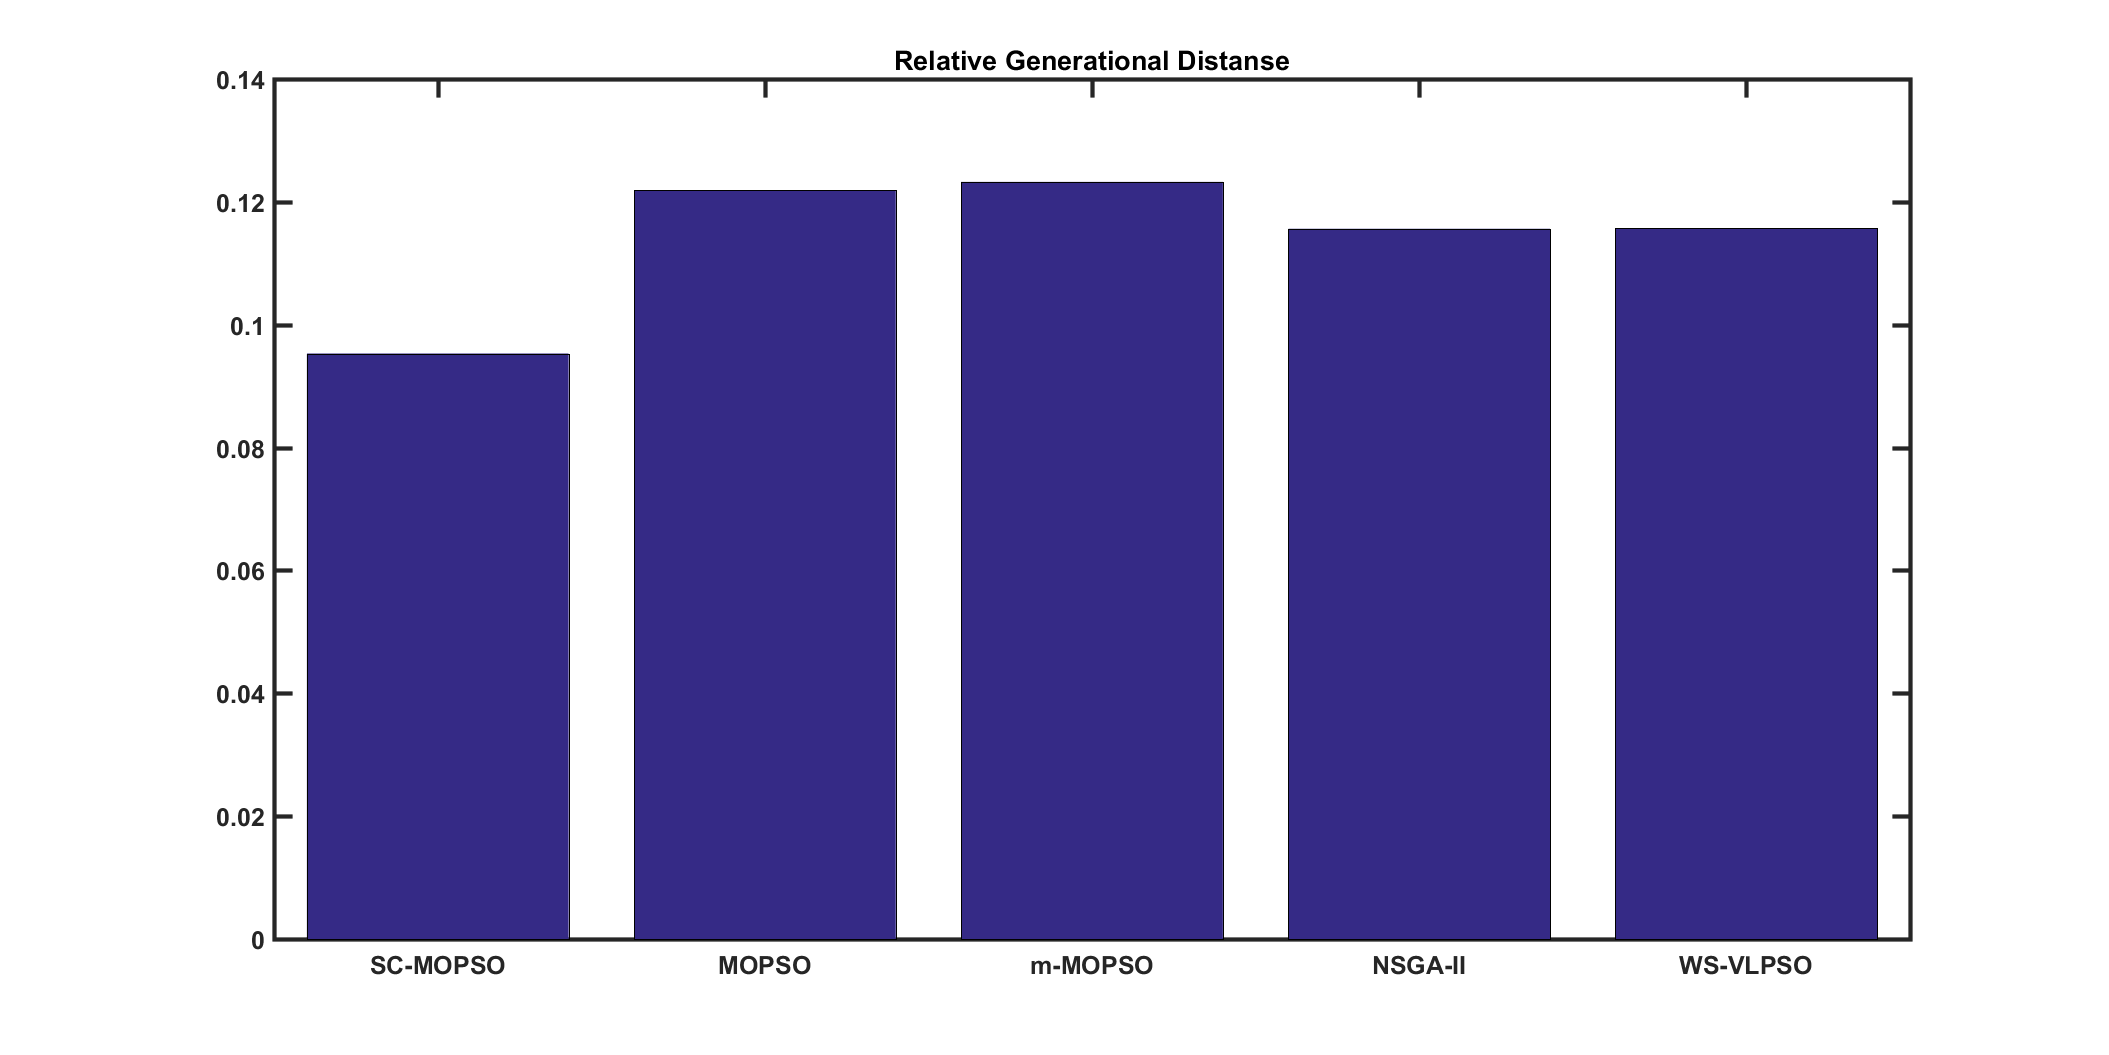 Relative Generational Distanse
0.14
0.12
0.1
0.08
0.06
0.04
0.02
0
SC-MOPSO
MOPSO
m-MOPSO
NSGA-II
WS-VLPSO